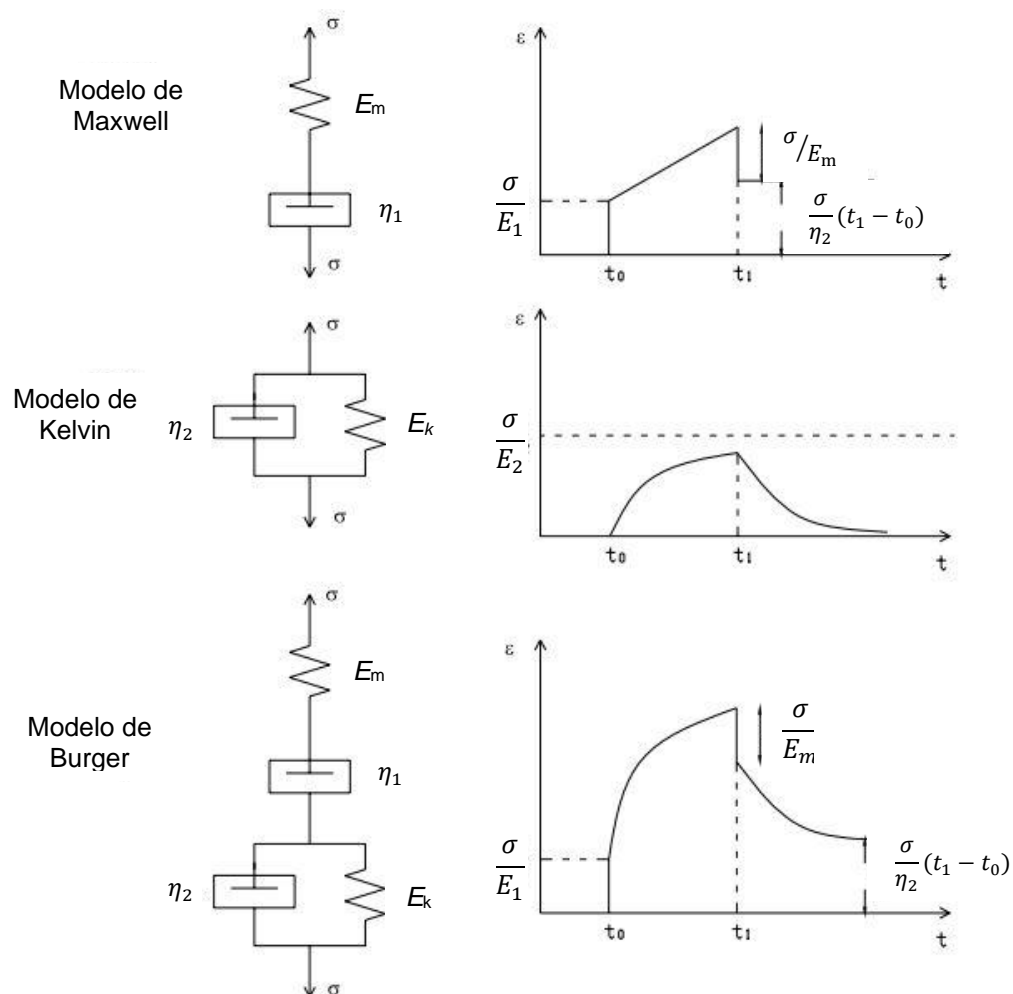 σ
Modelo de
Maxwell
Em
η1
σ
ε
σ/Em
σ/E1
σ/η2 (t1 − t0)
t0
t1
t
σ
Modelo de
Kelvin
η2
Ek
σ
ε
σ/E2
t0
t1
t
σ
Em
Modelo de
Burger
η1
η2
Ek
σ
ε
σ/Em
σ/E1
σ/η2 (t1 − t0)
t0
t1
t